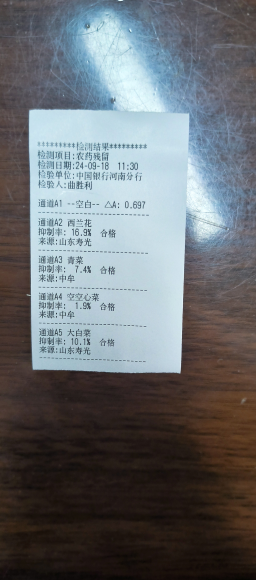 *********检测结果*********
检测项目:农药残留
检测日期:24-09-18 11:30
检验单位:中国银行河南分行
检验人:曲胜利
通道A1 --空白-- △A: 0.697
------------------------
通道A2 西兰花
抑制率: 16.9% 合格
来源:山东寿光
------------------------
通道A3 青菜
抑制率: 7.4% 合格
来源:中牟
------------------------
通道A4 空空心菜
抑制率: 1.9% 合格
来源:中牟
------------------------
通道A5 大白菜
抑制率: 10.1% 合格
来源:山东寿光
------------------------